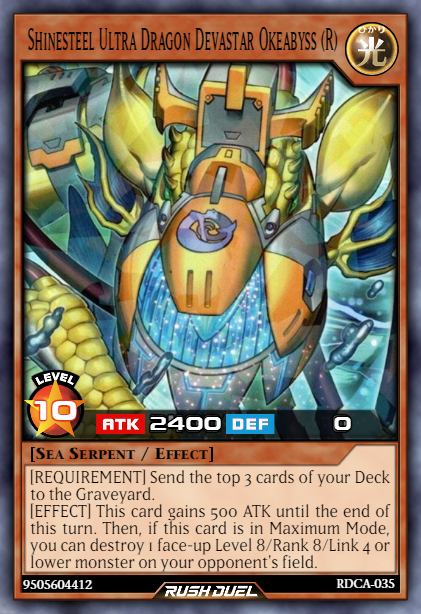 Shinesteel Ultra Dragon Devastar Okeabyss (R)
ひかり
光
LEVEL
10
ATK 2400 DEF 0
[Sea Serpent / Effect]
[REQUIREMENT] Send the top 3 cards of your Deck
to the Graveyard.
[EFFECT] This card gains 500 ATK until the end
of this turn. Then, if this card is in Maximum Mode,
you can destroy 1 face-up Level 8/Rank 8/Link 4 or
lower monster on your opponent's field.
9505604412
RUSH DUEL
RDCA-035